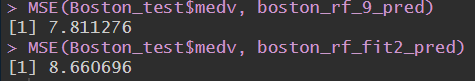 > MSE(Boston_test$medv, boston_rf_9_pred)
[1] 7.811276
> MSE(Boston_test$medv, boston_rf_fit2_pred)
[1] 8.660696